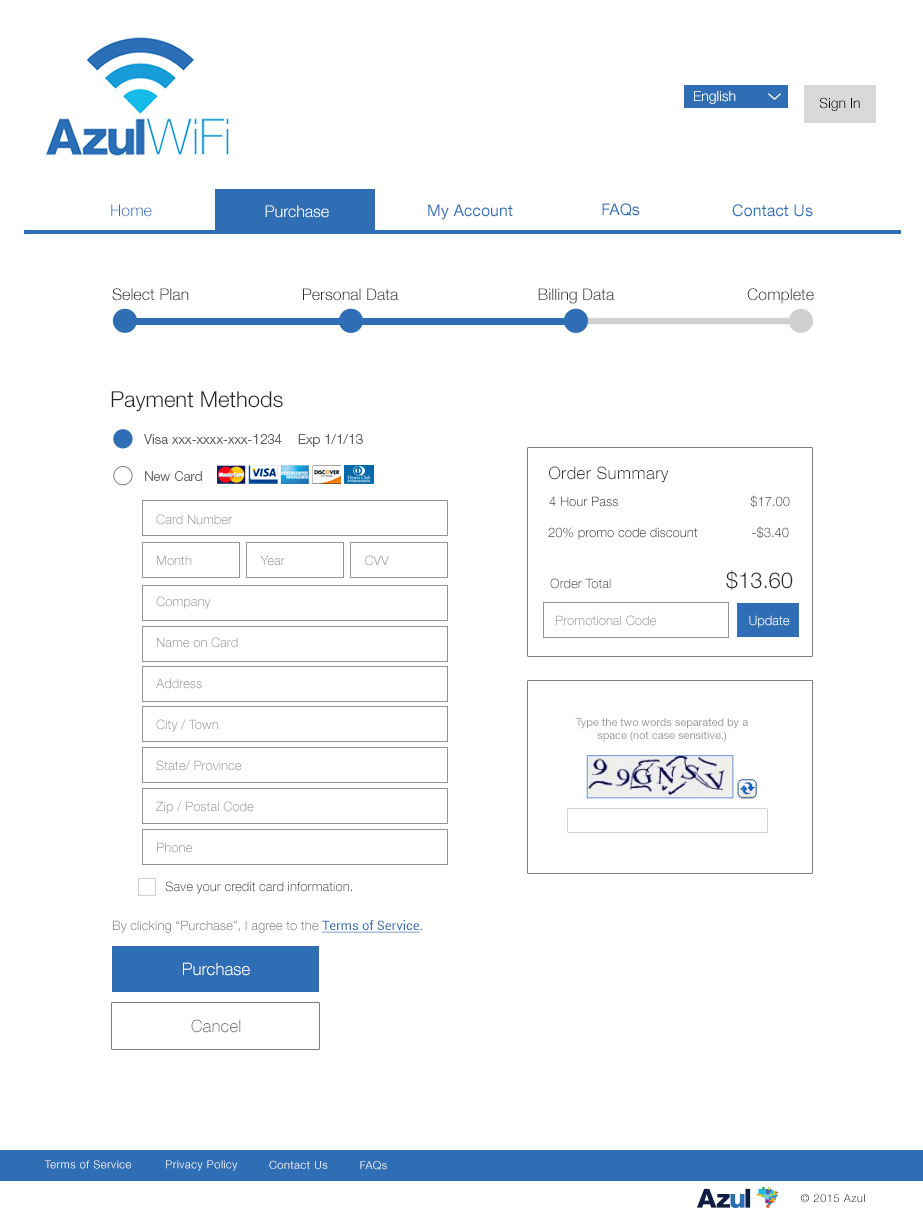 AzulWiFi
English
Sign In
Home
Purchase
My Account
FAQs
Contact Us
Select Plan
Personal Data
Billing Data
Complete
Payment Methods
Visa xxx-xxxx-xxx-1234 Exp 1/1/13
New Card MasterCard VISA DISCOVER
Card Number
Month
Year
CVV
Company
Name on Card
Address
City / Town
State/ Province
Zip / Postal Code
Phone
Save your credit card information.
By clicking “Purchase”, I agree to the Terms of Service.
Purchase
Cancel
Order Summary
4 Hour Pass $17.00
20% promo code discount -$3.40
Order Total $13.60
Promotional Code
Update
Type the two words separated by a
space (not case sensitive.)
99GNSV
Terms of Service
Privacy Policy
Contact Us
FAQs
Azul
© 2015 Azul